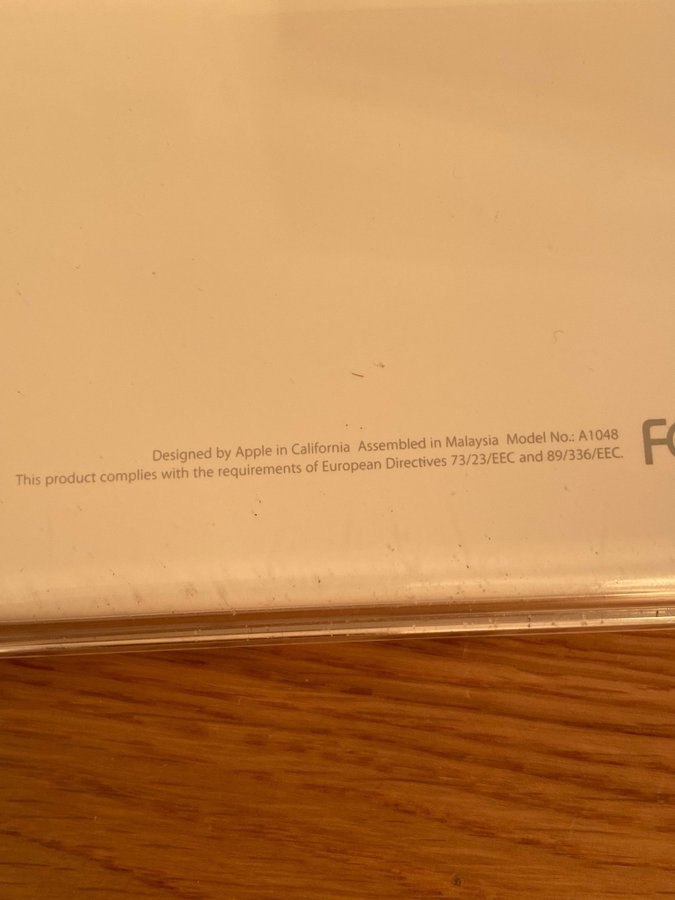 Designed by Apple in California Assembled in Malaysia Model No.: A1048
This product complies with the requirements of European Directives 73/23/EEC and 89/336/EEC.